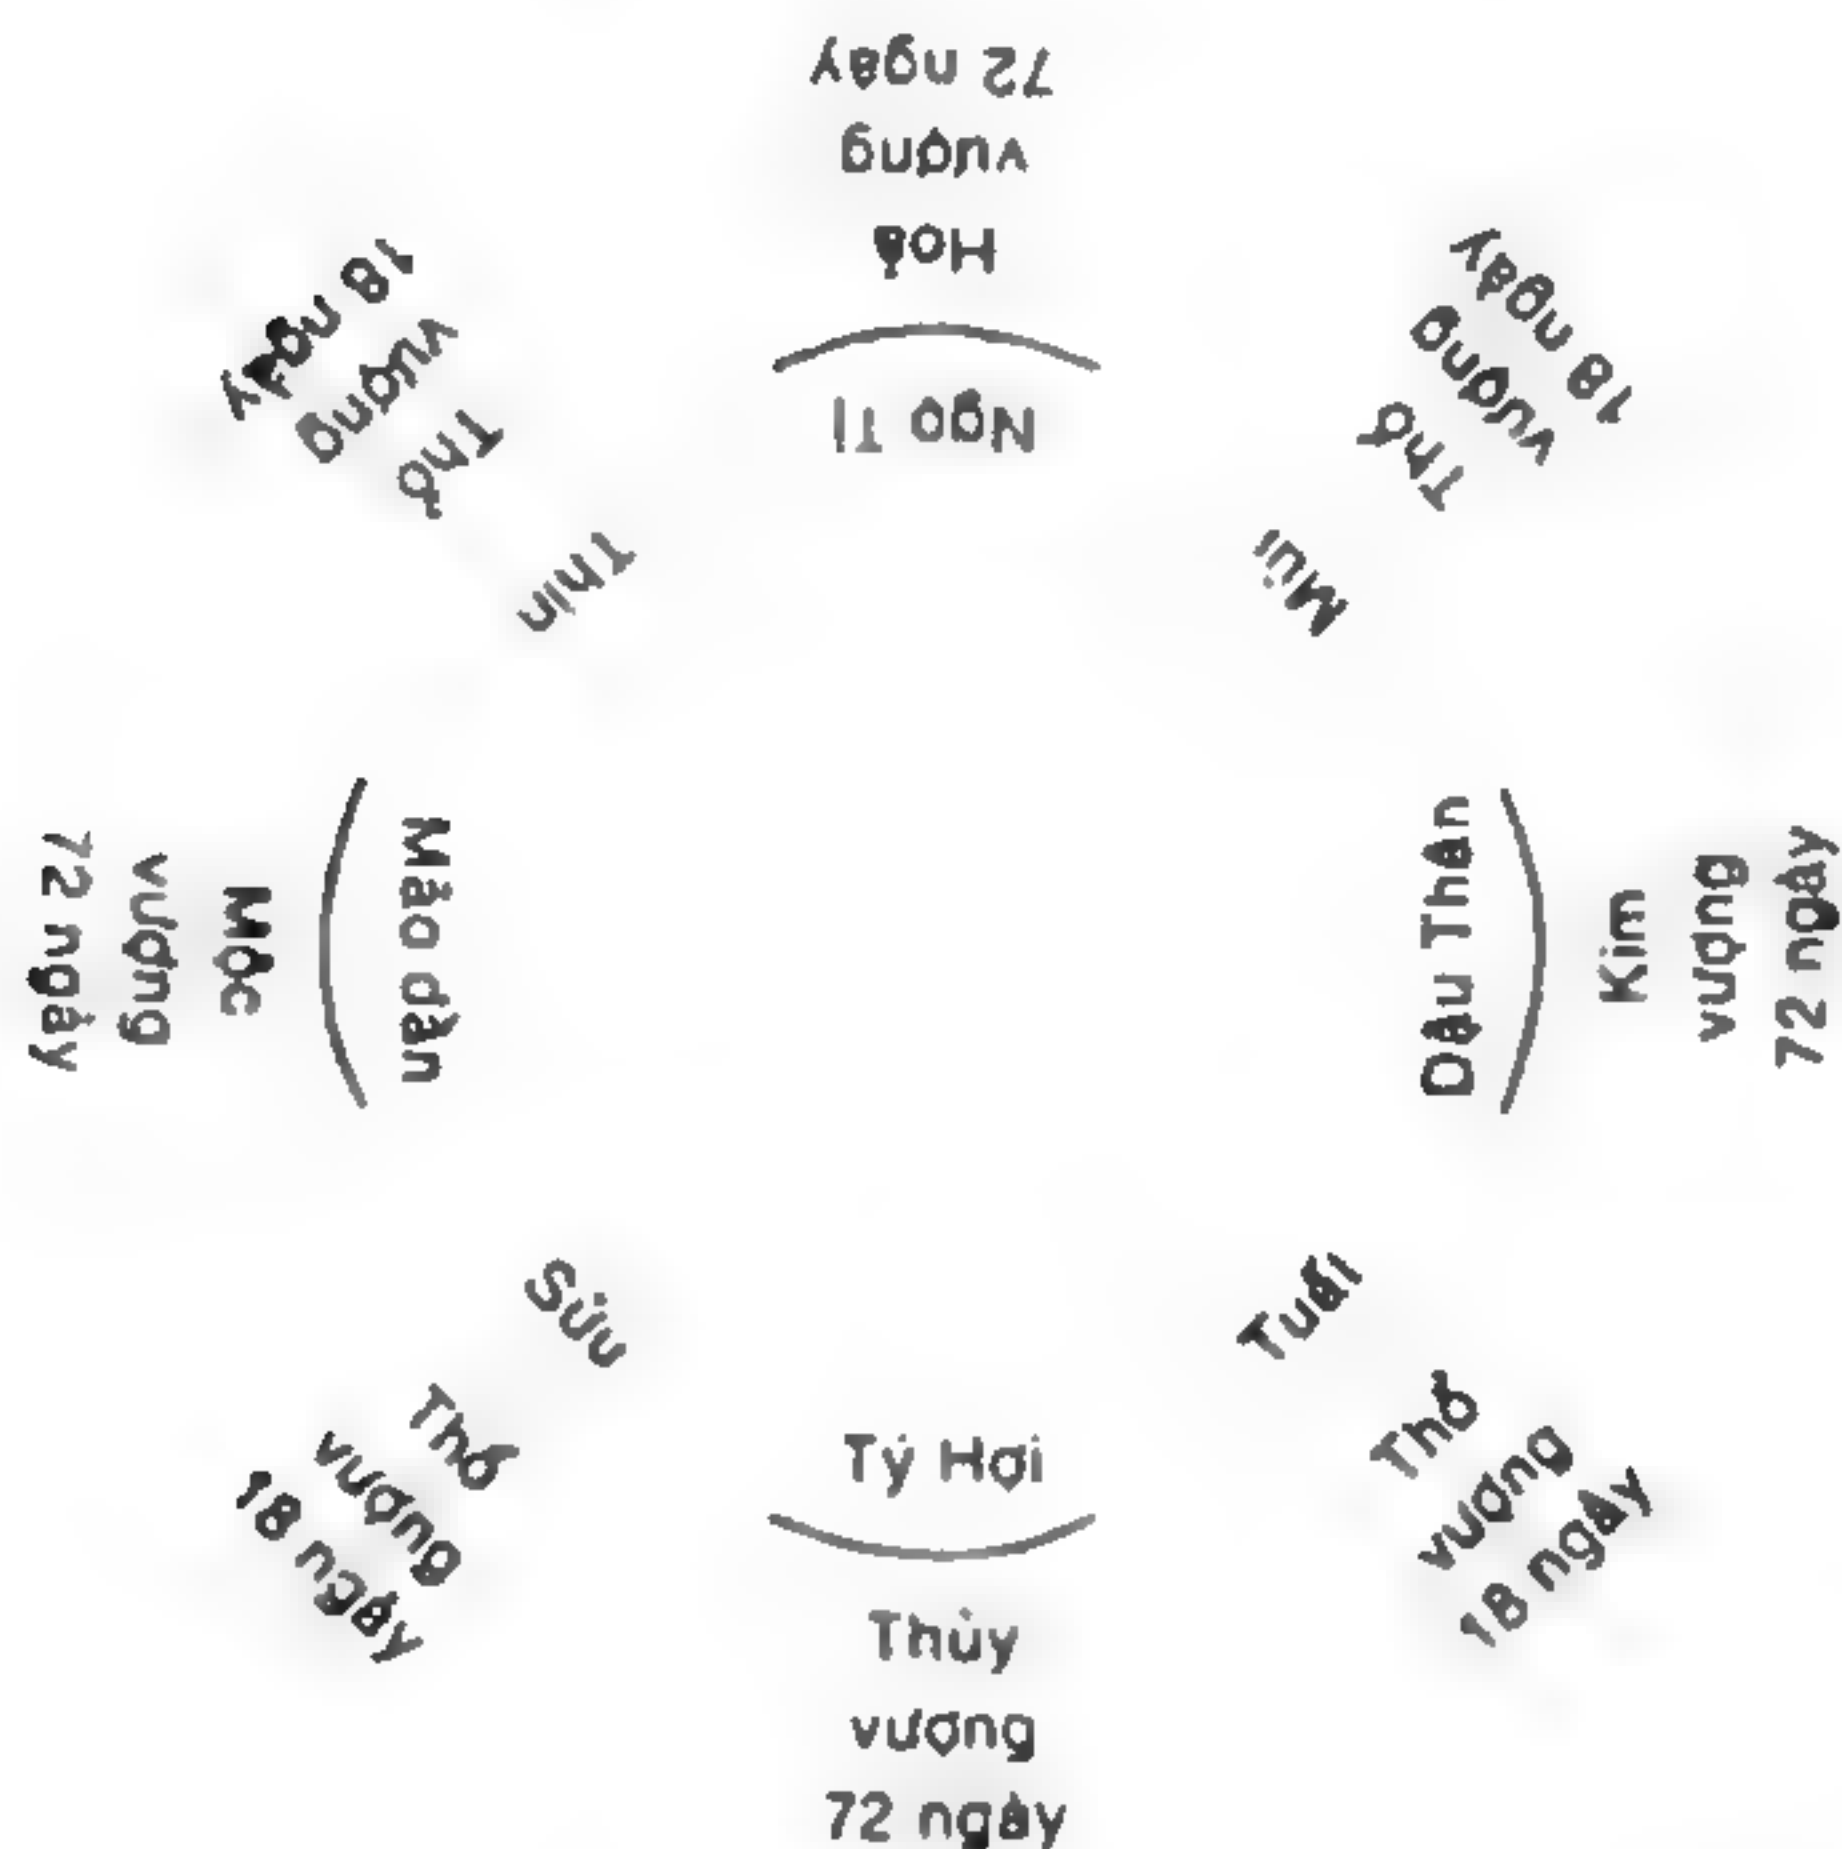 72 ngày
vượng
Hoả
Ngọ Tị
18 ngày
vượng
Thổ
Mùi
Dậu Thân
Kim
vượng
72 ngày
Tuất
Thổ
vượng
18 ngày
Tý Hợi
Thủy
vượng
72 ngày
Sửu
Thổ
vượng
18 ngày
Mão dần
Mộc
vượng
72 ngày
18 ngày
vượng
Thổ
Thìn